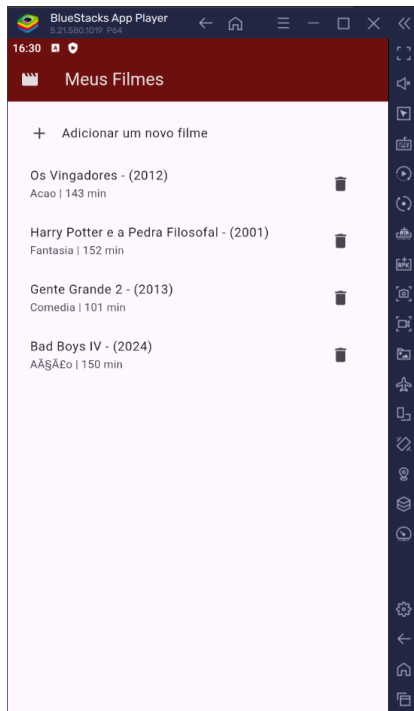 BlueStacks App Player
5.21.580.1019 P64
16:30
Meus Filmes
+ Adicionar um novo filme
Os Vingadores - (2012)
Acao | 143 min
Harry Potter e a Pedra Filosofal - (2001)
Fantasia | 152 min
Gente Grande 2 - (2013)
Comedia | 101 min
Bad Boys IV - (2024)
AÃ§Ã£o | 150 min